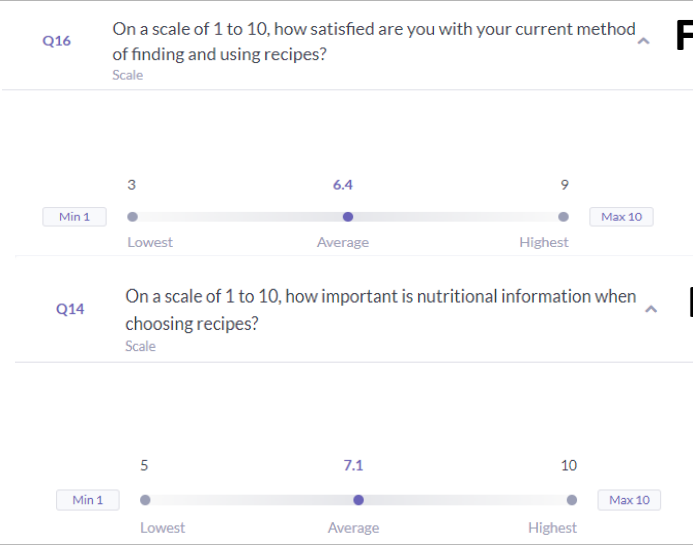 Q16
On a scale of 1 to 10, how satisfied are you with your current method
of finding and using recipes?
Scale
F
3 6.4 9
Min 1 Max 10
Lowest Average Highest
Q14
On a scale of 1 to 10, how important is nutritional information when
choosing recipes?
Scale
5 7.1 10
Min 1 Max 10
Lowest Average Highest